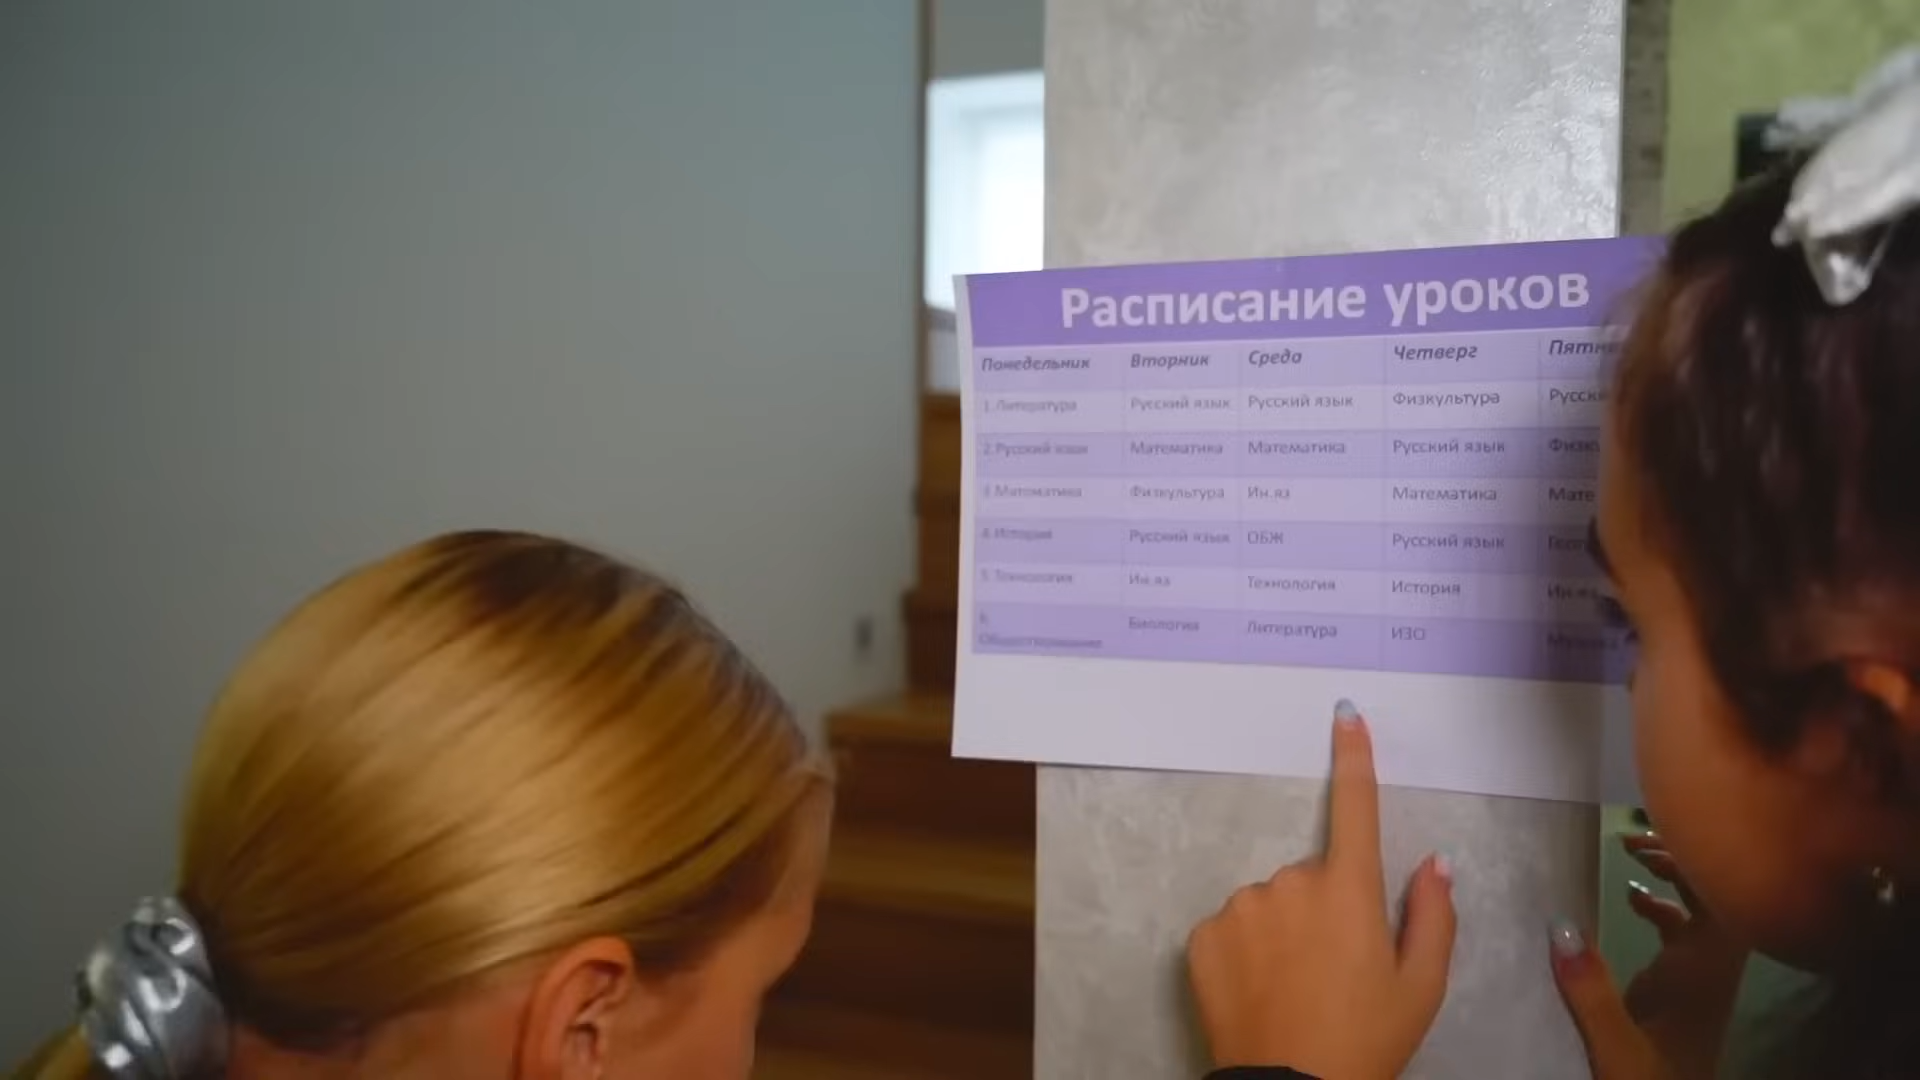 Расписание уроков
Понедельник Вторник Среда Четверг
1.Литература Русский язык Русский язык Физкультура
2.Русский язык Математика Математика Русский язык
3.Математика Физкультура Ин.яз Математика
4.История Русский язык ОБЖ Русский язык
5.Технология Ин.яз Технология История
6. Биология Литература ИЗО
Обществознание